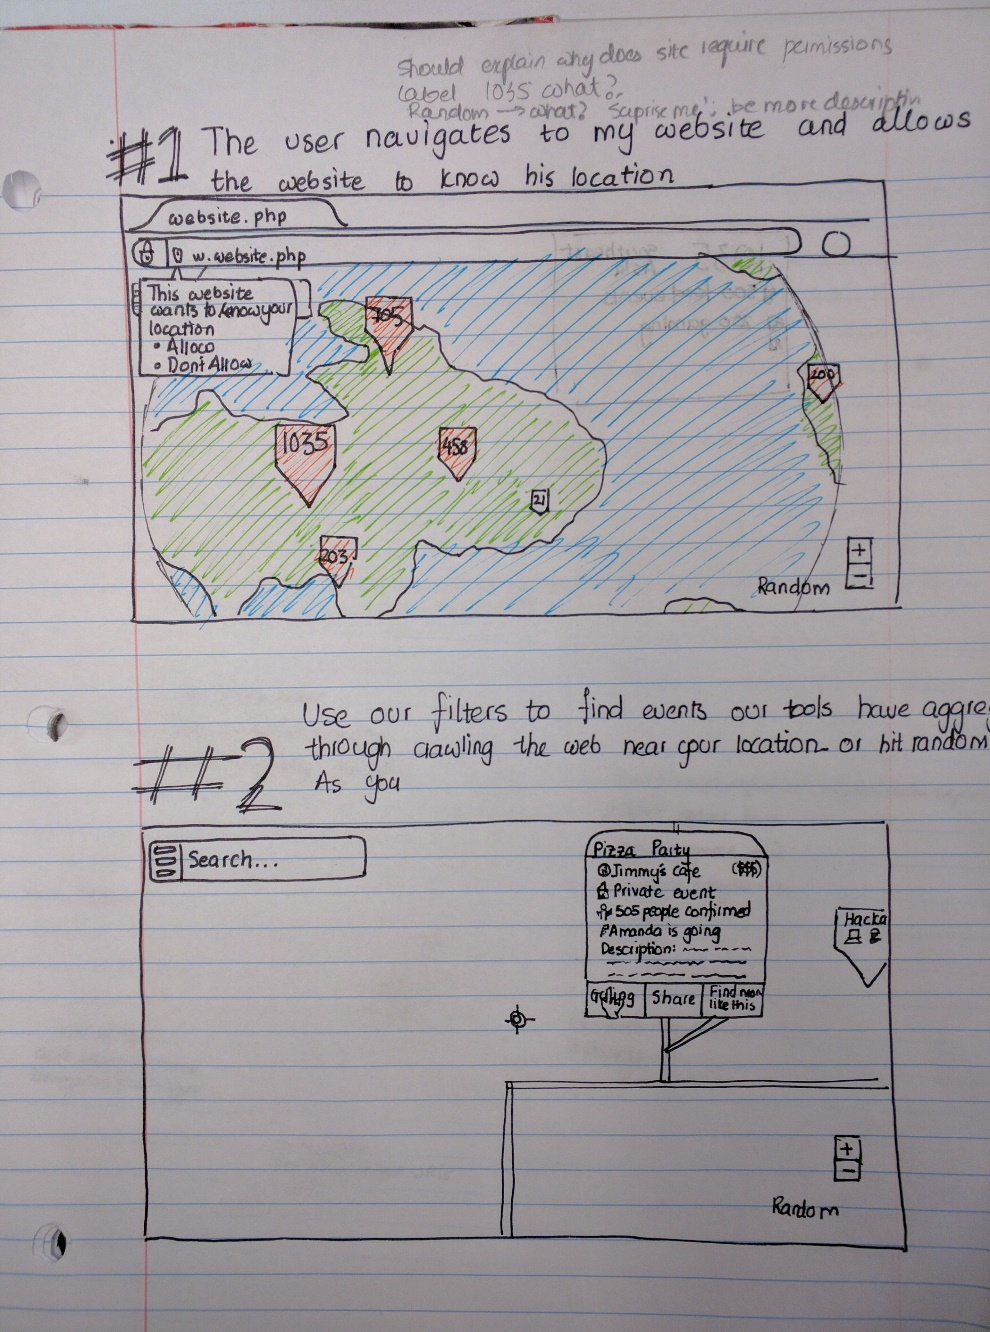 Should explain why does site require permissions
Label 1035 what?
Random → what? Saprise me! be more descriptin
#1 The user navigates to my website and allows
the website to know his location
website.php
w.website.php
This website
wants to know your
location
• Allow
• Dont Allow
705
200
1035
458
21
203
+
-
Random
Use our filters to find events our tools have aggre
#2 through crawling the web near your location or hit random
As you
Search...
Pizza Party
Jimmy's cafe ($$$)
Private event
505 people confirmed
Amanda is going
Description:
Going
Share
Find more
like this
Hacka
+
-
Random